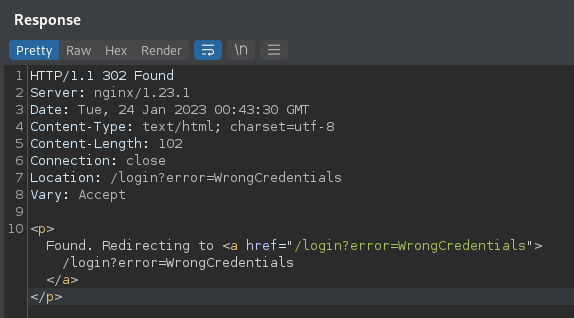 Response
Pretty Raw Hex Render \n
1 HTTP/1.1 302 Found
2 Server: nginx/1.23.1
3 Date: Tue, 24 Jan 2023 00:43:30 GMT
4 Content-Type: text/html; charset=utf-8
5 Content-Length: 102
6 Connection: close
7 Location: /login?error=WrongCredentials
8 Vary: Accept
9
10 <p>
Found. Redirecting to <a href="/login?error=WrongCredentials">
/login?error=WrongCredentials
</a>
</p>